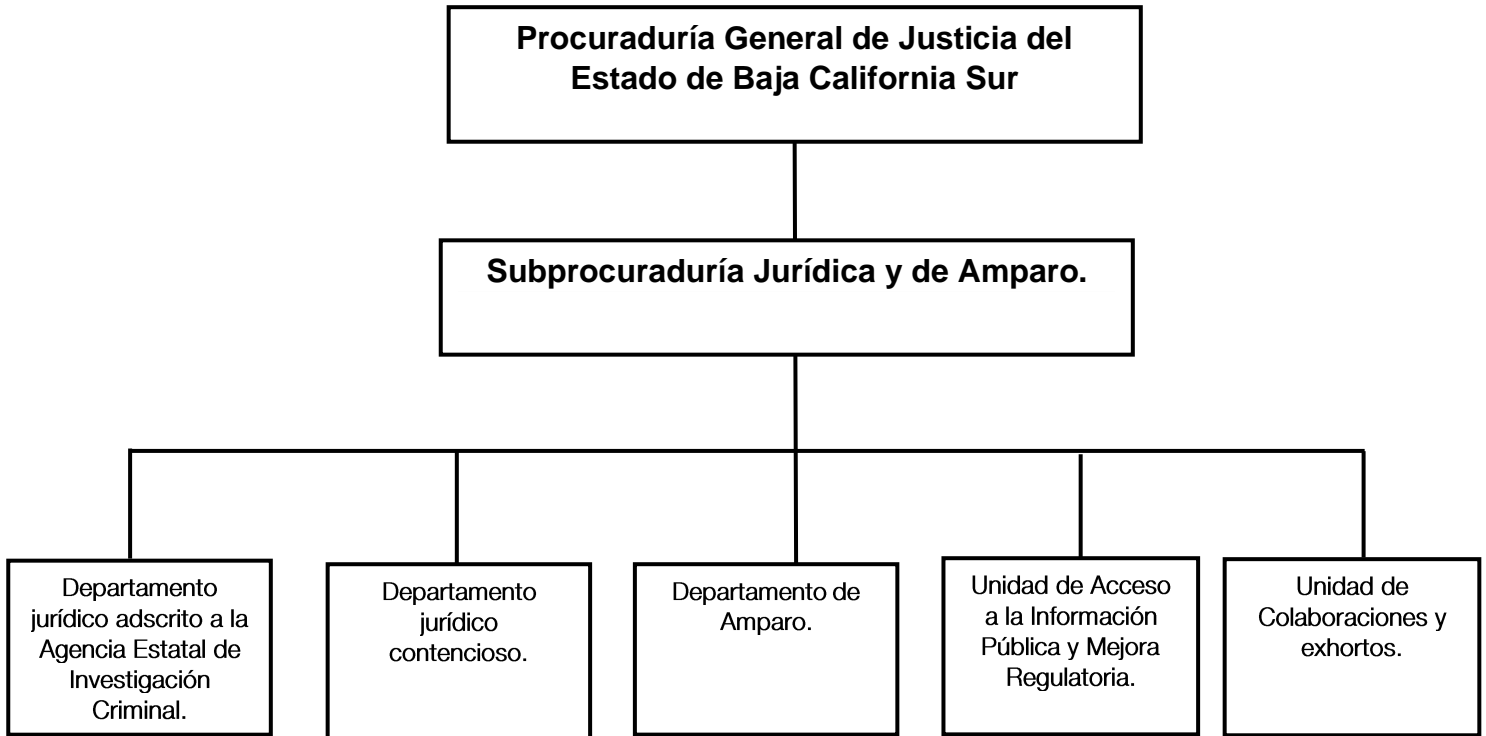 Procuraduría General de Justicia del
Estado de Baja California Sur
Subprocuraduría Jurídica y de Amparo.
Departamento
jurídico adscrito a la
Agencia Estatal de
Investigación
Criminal.
Departamento
jurídico
contencioso.
Departamento de
Amparo.
Unidad de Acceso
a la Información
Pública y Mejora
Regulatoria.
Unidad de
Colaboraciones y
exhortos.